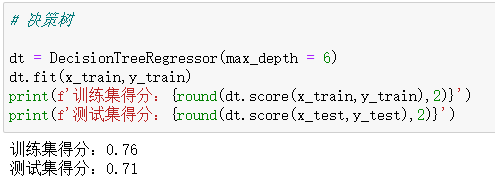 # 决策树
dt = DecisionTreeRegressor(max_depth = 6)
dt.fit(x_train,y_train)
print(f'训练集得分：{round(dt.score(x_train,y_train),2)}')
print(f'测试集得分：{round(dt.score(x_test,y_test),2)}')
训练集得分：0.76
测试集得分：0.71